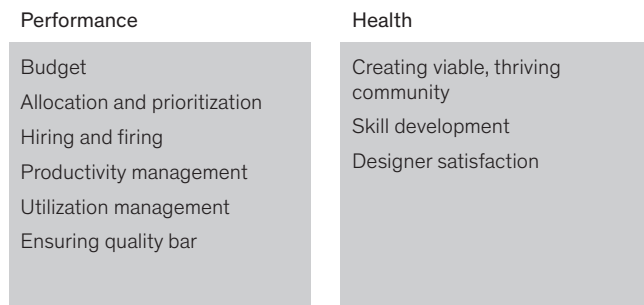 Performance
Budget
Allocation and prioritization
Hiring and firing
Productivity management
Utilization management
Ensuring quality bar
Health
Creating viable, thriving
community
Skill development
Designer satisfaction